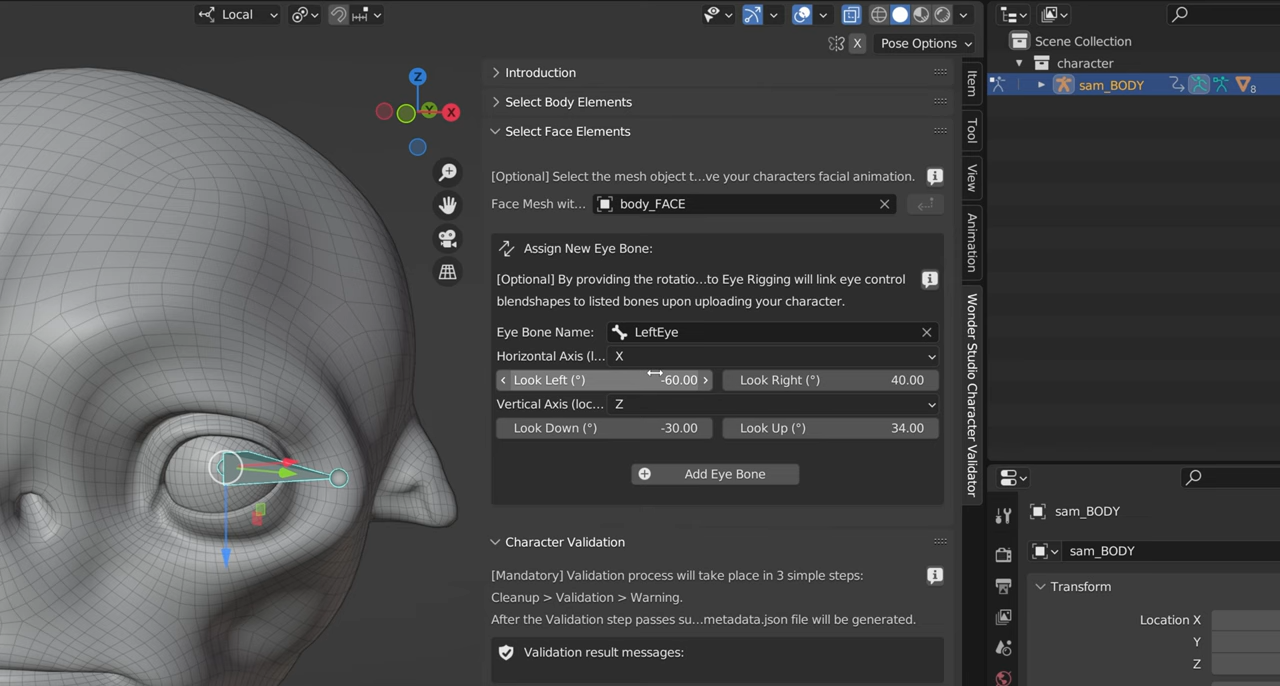 Local
X
Pose Options
Z
Y
X
Introduction
Select Body Elements
Select Face Elements
[Optional] Select the mesh object t...ve your characters facial animation.
Face Mesh wit... body_FACE
Assign New Eye Bone:
[Optional] By providing the rotatio...to Eye Rigging will link eye control
blendshapes to listed bones upon uploading your character.
Eye Bone Name: LeftEye
Horizontal Axis (l... X
Look Left (°) -60.00 Look Right (°) 40.00
Vertical Axis (loc... Z
Look Down (°) -30.00 Look Up (°) 34.00
Add Eye Bone
Character Validation
[Mandatory] Validation process will take place in 3 simple steps:
Cleanup > Validation > Warning.
After the Validation step passes su...metadata.json file will be generated.
Validation result messages:
Item
Tool
View
Animation
Wonder Studio Character Validator
Scene Collection
character
sam_BODY 8
sam_BODY
sam_BODY
Transform
Location X
Y
Z